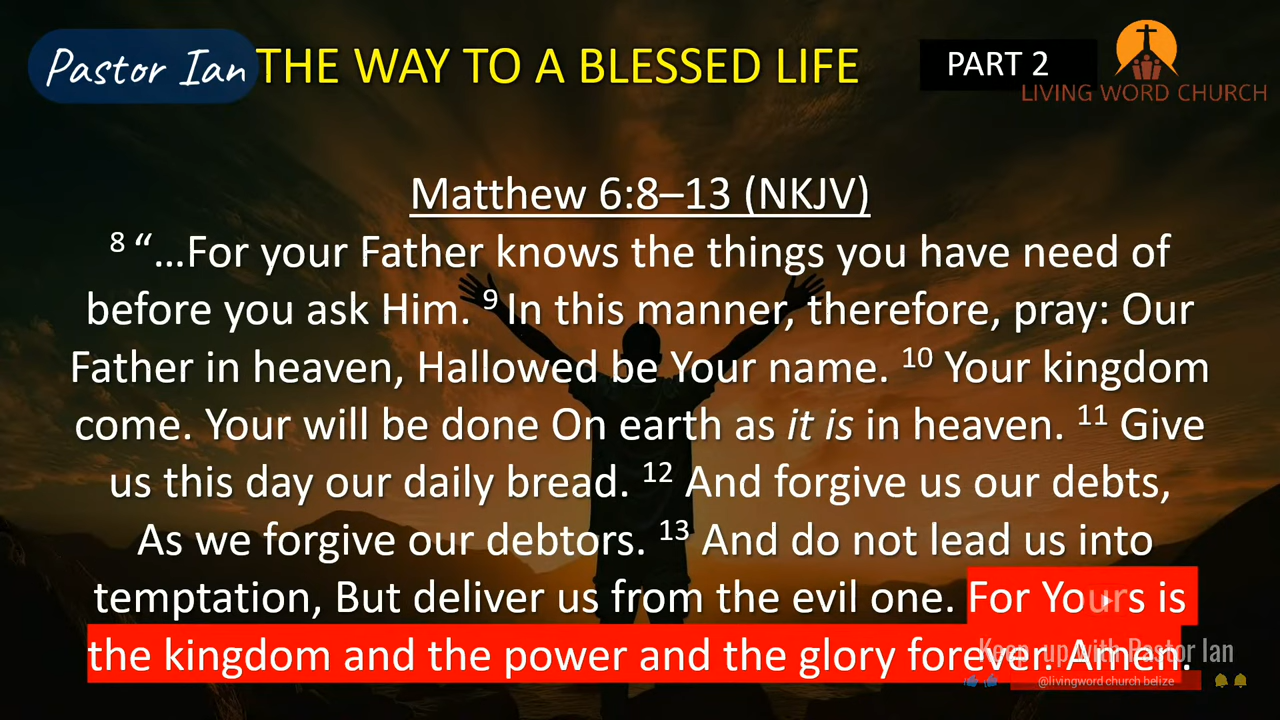 Pastor Ian
THE WAY TO A BLESSED LIFE
PART 2
LIVING WORD CHURCH
Matthew 6:8–13 (NKJV)
8 “…For your Father knows the things you have need of
before you ask Him. 9 In this manner, therefore, pray: Our
Father in heaven, Hallowed be Your name. 10 Your kingdom
come. Your will be done On earth as it is in heaven. 11 Give
us this day our daily bread. 12 And forgive us our debts,
As we forgive our debtors. 13 And do not lead us into
temptation, But deliver us from the evil one. For Yours is
the kingdom and the power and the glory forever. Amen.
Keep up with Pastor Ian
@livingword church belize